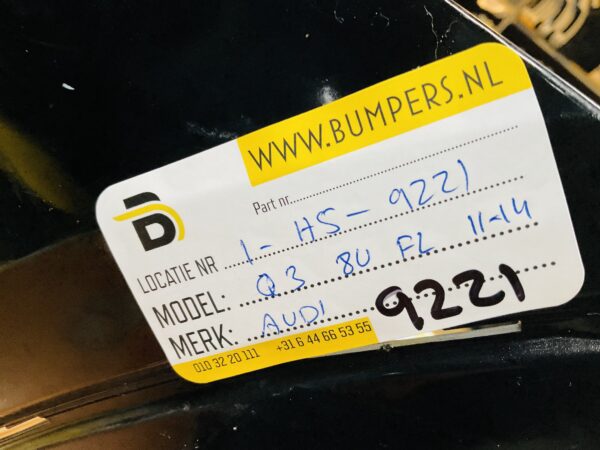 WWW.BUMPERS.NL
Part nr.
LOCATIE NR 1-HS-9221
MODEL: Q3 8U FL 11-14
MERK: AUDI 9221
010 32 20 111 +31 6 44 66 53 55